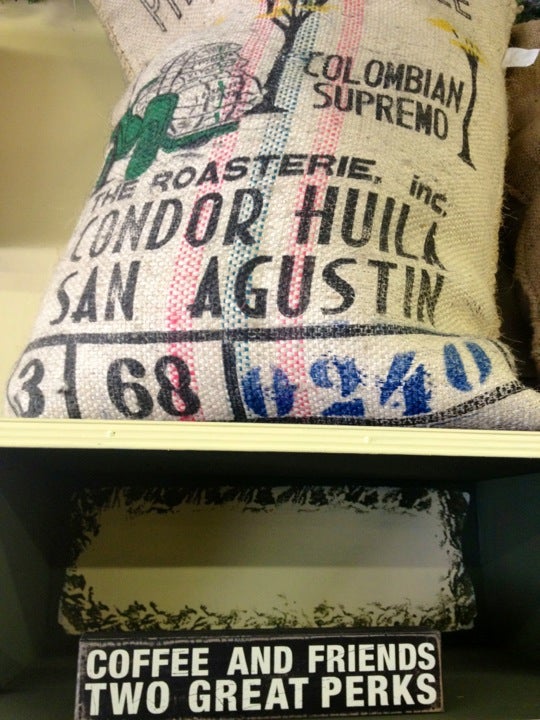 COLOMBIAN
SUPREMO
THE ROASTERIE, inc.
CONDOR HUILA
SAN AGUSTIN
3 68 0240
COFFEE AND FRIENDS
TWO GREAT PERKS